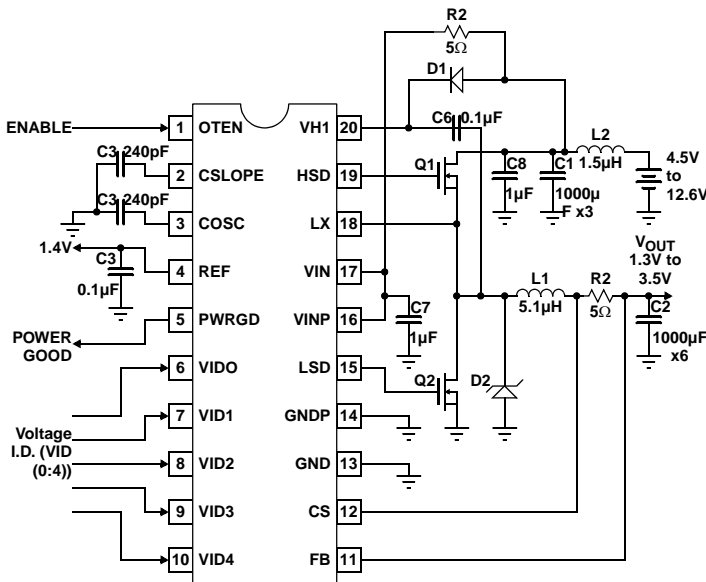 R2
5Ω
D1
C6 0.1µF
ENABLE
1 OTEN VH1 20
L2
1.5µH
4.5V
to
12.6V
C3 240pF
2 CSLOPE HSD 19
Q1
C8
1µF
C1
1000µ
F x3
C3 240pF
3 COSC LX 18
1.4V
4 REF VIN 17
C3
0.1µF
VOUT
1.3V to
3.5V
L1
5.1µH
R2
5Ω
C2
1000µF
x6
5 PWRGD VINP 16
C7
1µF
POWER
GOOD
6 VIDO LSD 15
Q2
D2
7 VID1 GNDP 14
Voltage
I.D. (VID
(0:4))
8 VID2 GND 13
9 VID3 CS 12
10 VID4 FB 11